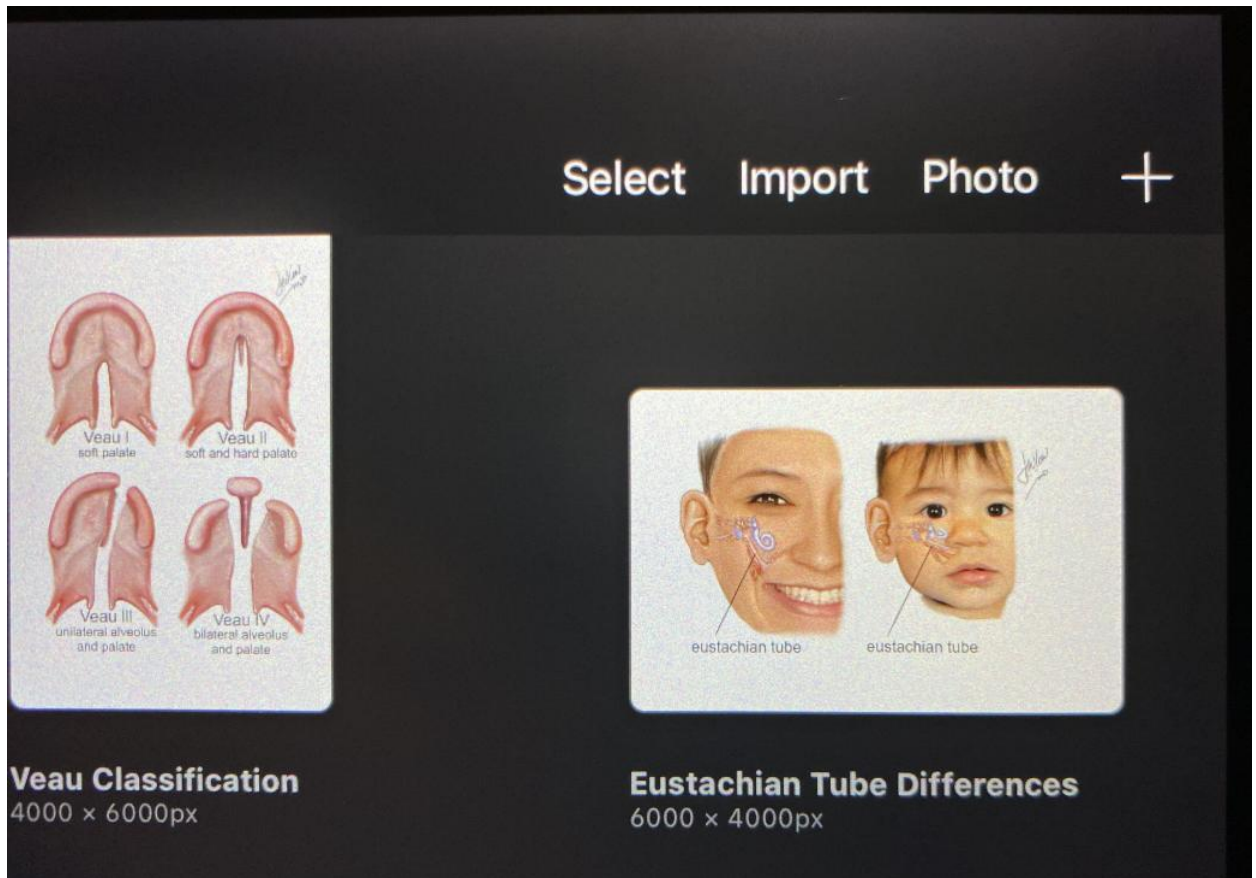 Select Import Photo +
Veau I
soft palate
Veau II
soft and hard palate
Veau III
unilateral alveolus
and palate
Veau IV
bilateral alveolus
and palate
Veau Classification
4000 × 6000px
eustachian tube
eustachian tube
Eustachian Tube Differences
6000 × 4000px